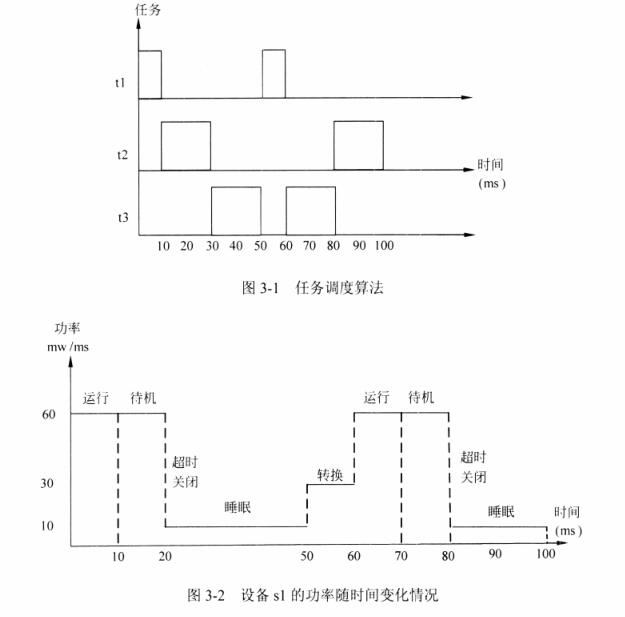 任务
t1
t2
时间
(ms)
t3
10 20 30 40 50 60 70 80 90 100
图 3-1 任务调度算法
功率
mw /ms
运行 待机 运行 待机
60
超时
关闭
超时
关闭
转换
30
睡眠 睡眠
10
时间
(ms)
10 20 50 60 70 80 90 100
图 3-2 设备 s1 的功率随时间变化情况